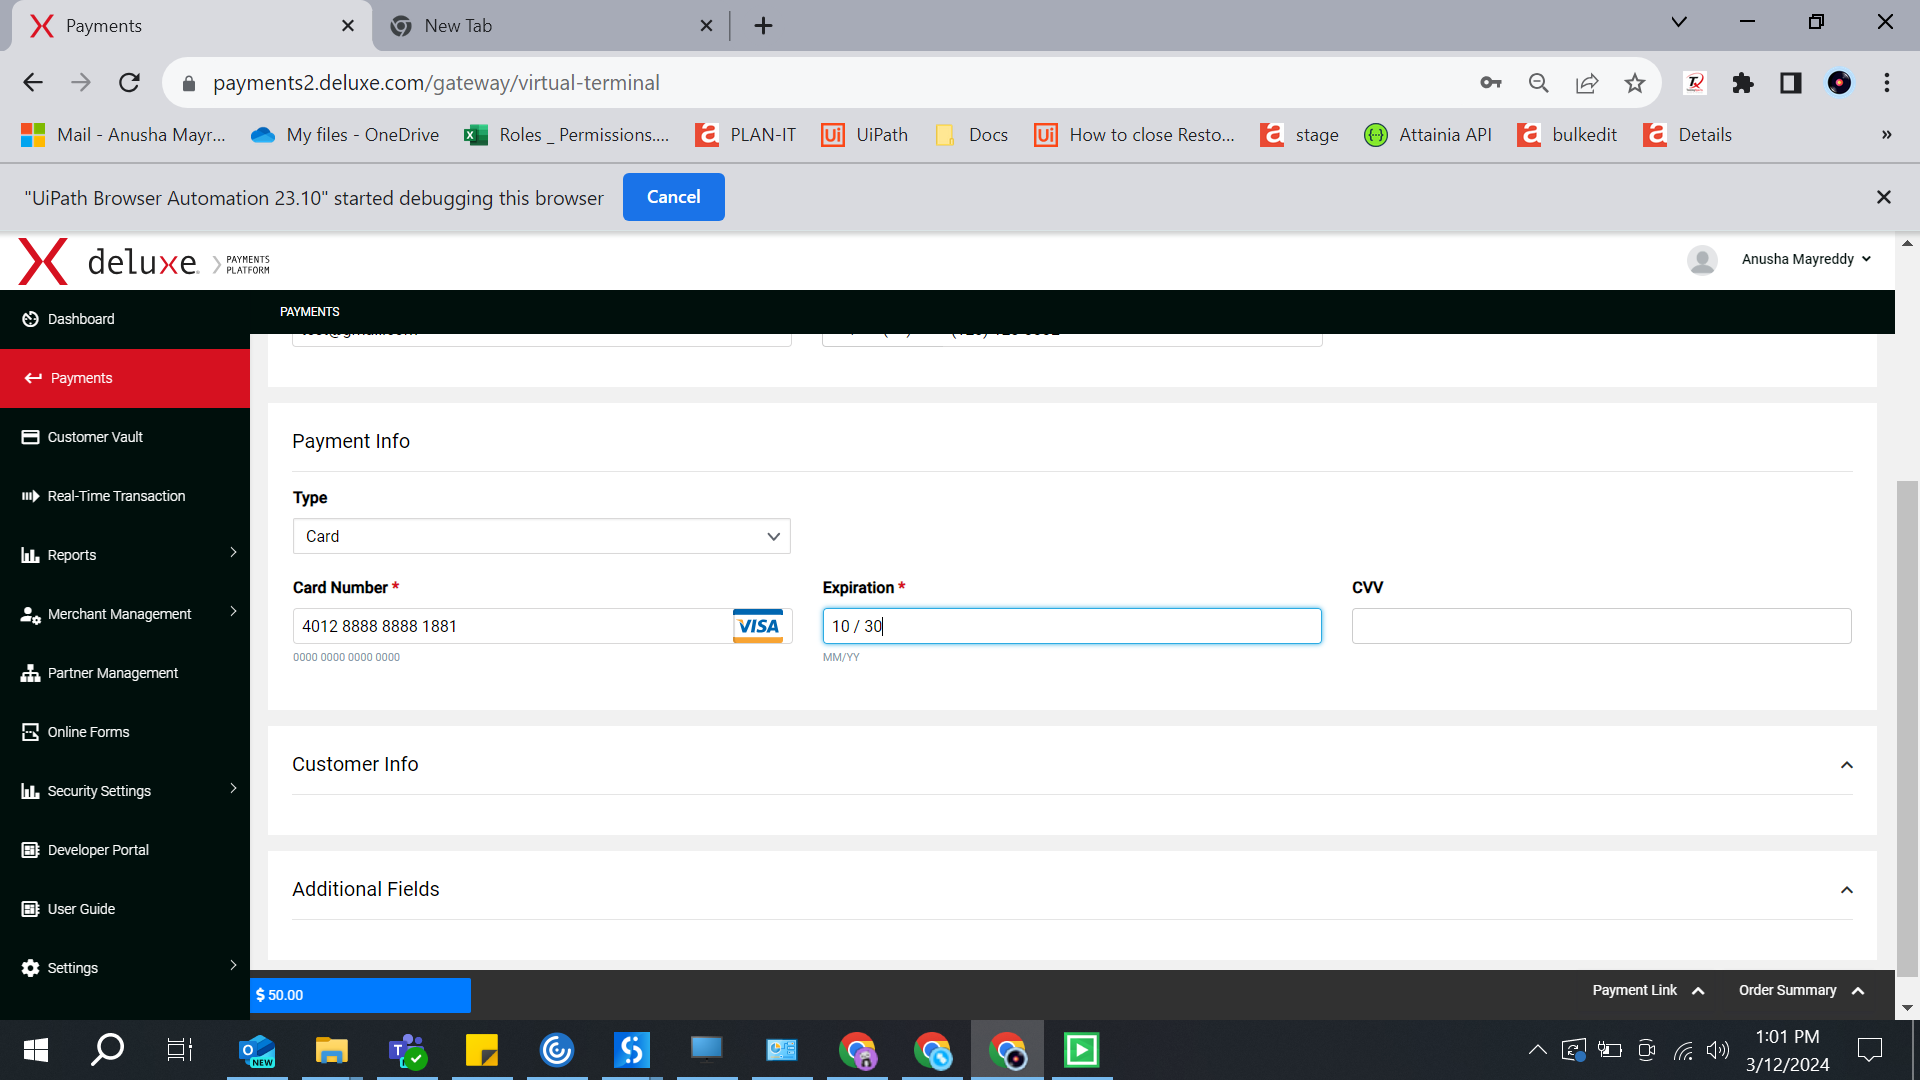 Payments
New Tab
payments2.deluxe.com/gateway/virtual-terminal
Mail - Anusha Mayr...
My files - OneDrive
Roles _ Permissions....
PLAN-IT
UiPath
Docs
How to close Resto...
stage
Attainia API
bulkedit
Details
»
"UiPath Browser Automation 23.10" started debugging this browser
Cancel
deluxe.
PAYMENTS
PLATFORM
Anusha Mayreddy
Dashboard
PAYMENTS
Payments
Customer Vault
Real-Time Transaction
Reports
Merchant Management
Partner Management
Online Forms
Security Settings
Developer Portal
User Guide
Settings
Payment Info
Type
Card
Card Number *
Expiration *
CVV
4012 8888 8888 1881
VISA
10 / 30
0000 0000 0000 0000
MM/YY
Customer Info
Additional Fields
$ 50.00
Payment Link
Order Summary
NEW
1:01 PM
3/12/2024